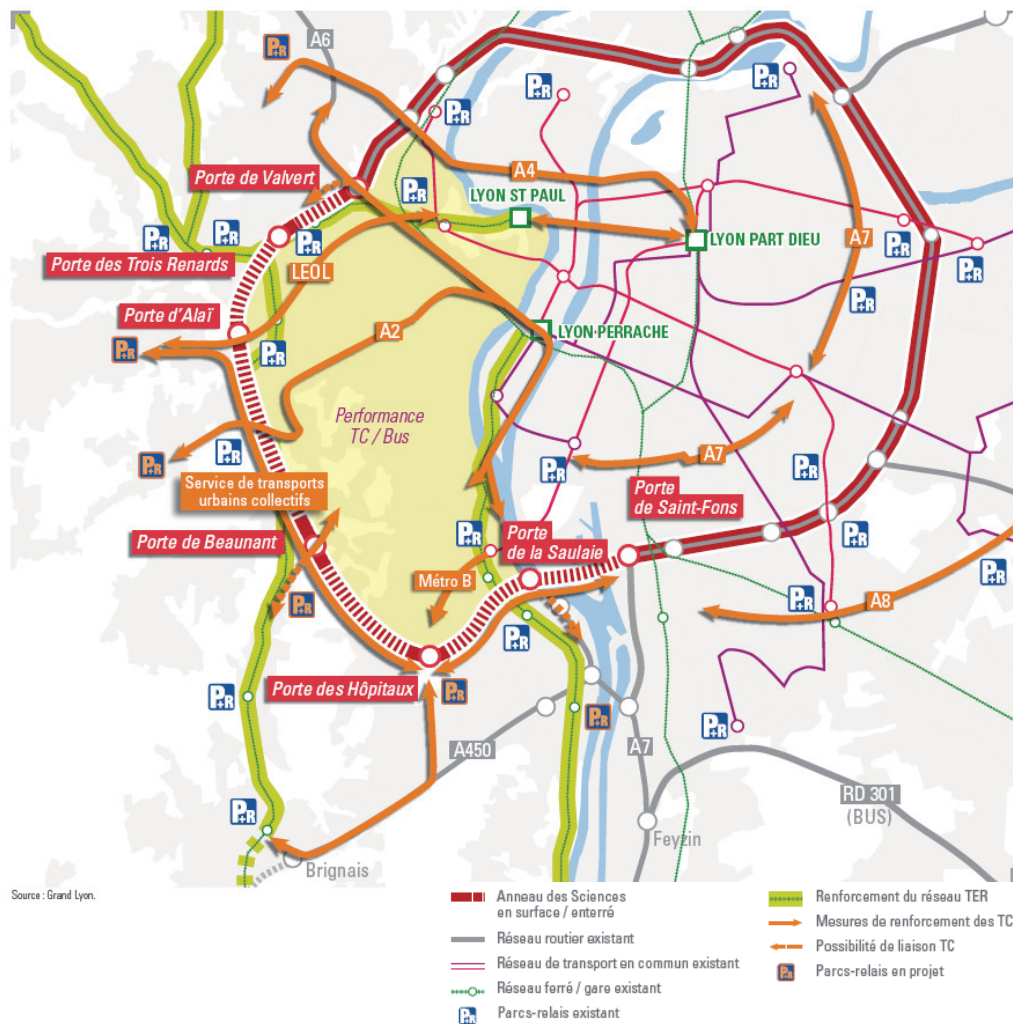 P+R
A6
P+R
P+R
P+R
Porte de Valvert
A4
P+R
LYON ST PAUL
P+R
P+R
LYON PART DIEU
A7
P+R
P+R
P+R
Porte des Trois Renards
LEOL
P+R
Porte d'Alaï
A2
LYON PERRACHE
P+R
P+R
Performance
TC / Bus
P+R
P+R
Service de transports
urbains collectifs
P+R
A7
P+R
Porte
de Saint-Fons
Porte de Beaunant
P+R
Porte
de la Saulaie
P+R
P+R
Métro B
P+R
P+R
A8
P+R
Porte des Hôpitaux
P+R
P+R
P+R
P+R
A450
A7
RD 301
(BUS)
P+R
Feyzin
Brignais
Source : Grand Lyon.
Anneau des Sciences
en surface / enterré
Réseau routier existant
Réseau de transport en commun existant
Réseau ferré / gare existant
P+R
Parcs-relais existant
Renforcement du réseau TER
Mesures de renforcement des TC
Possibilité de liaison TC
P+R
Parcs-relais en projet